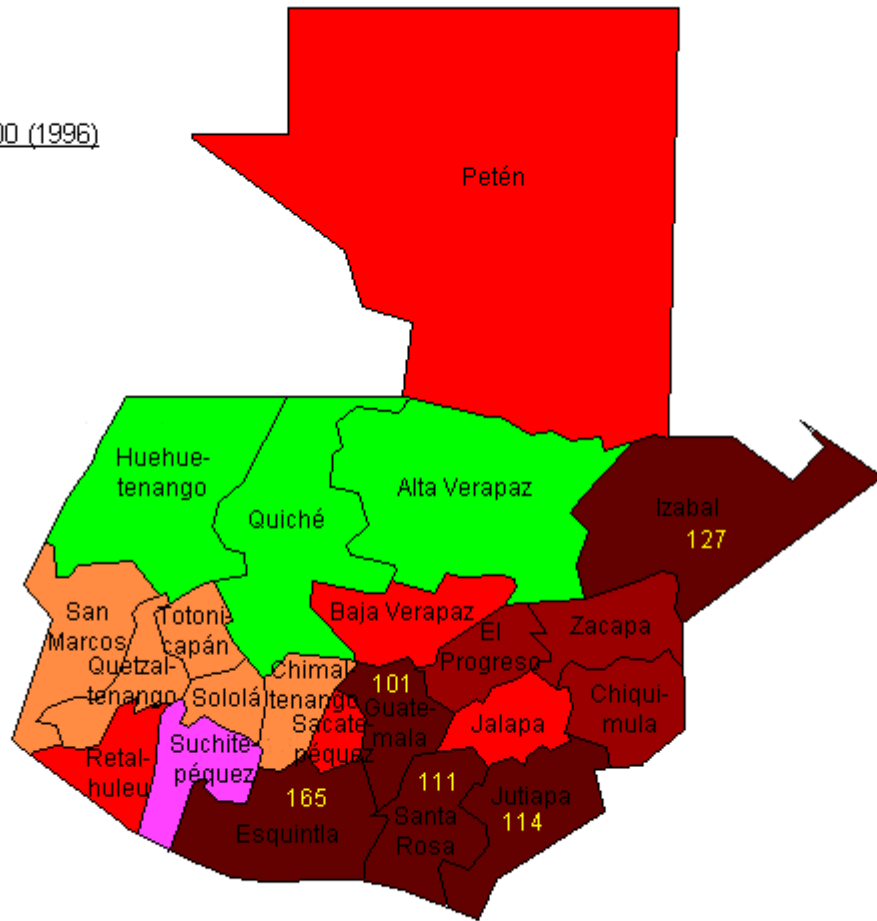 00 (1996)
Petén
Huehue-
tenango
Alta Verapaz
Quiché
Izabal
127
San
Marcos
Totoni-
capán
Baja Verapaz
El
Progreso
Zacapa
Quetzal-
tenango
Sololá
Chimal
tenango
101
Guate-
mala
Chiqui-
mula
Sacate-
péquez
Jalapa
Suchite-
péquez
Retal-
huleu
165
Esquintla
111
Santa
Rosa
Jutiapa
114